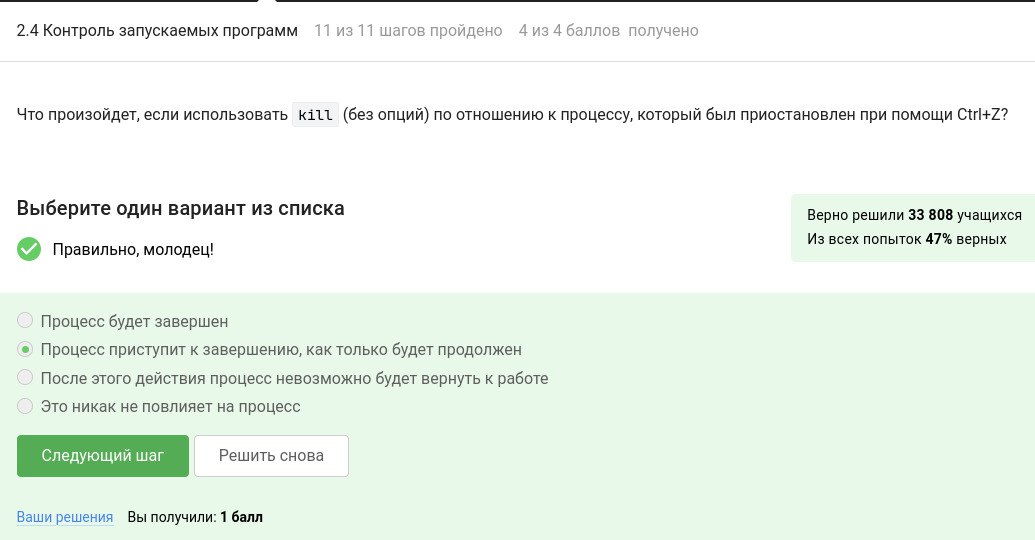 2.4 Контроль запускаемых программ 11 из 11 шагов пройдено 4 из 4 баллов получено
Что произойдет, если использовать kill (без опций) по отношению к процессу, который был приостановлен при помощи Ctrl+Z?
Выберите один вариант из списка
Правильно, молодец!
Верно решили 33 808 учащихся
Из всех попыток 47% верных
Процесс будет завершен
Процесс приступит к завершению, как только будет продолжен
После этого действия процесс невозможно будет вернуть к работе
Это никак не повлияет на процесс
Следующий шаг Решить снова
Ваши решения Вы получили: 1 балл